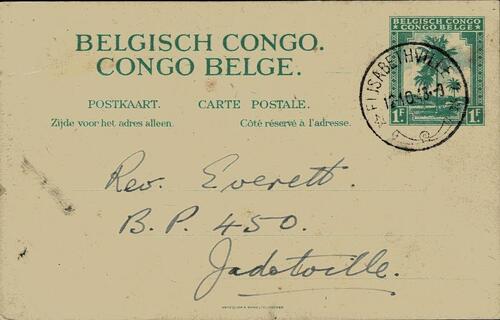 BELGISCH CONGO
CONGO BELGE
BELGISCH CONGO.
CONGO BELGE.
ELISABETHVILLE
POSTKAART. CARTE POSTALE.
Zijde voor het adres alleen. Côté réservé à l'adresse.
1F 1F
Rev. Everett.
B.P. 450.
Jadotville.